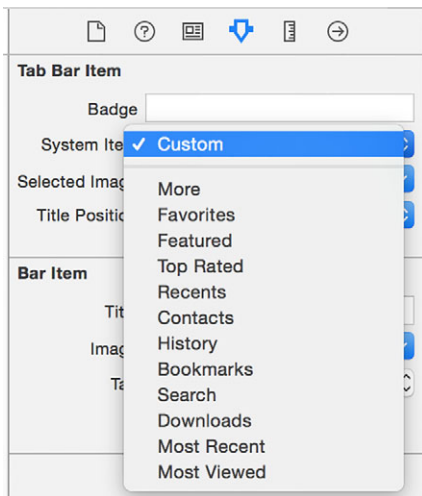 Tab Bar Item
Badge
System Ite
✓ Custom
Selected Imag
More
Favorites
Title Positio
Featured
Top Rated
Bar Item
Recents
Contacts
Tit
History
Imag
Bookmarks
Ta
Search
Downloads
Most Recent
Most Viewed